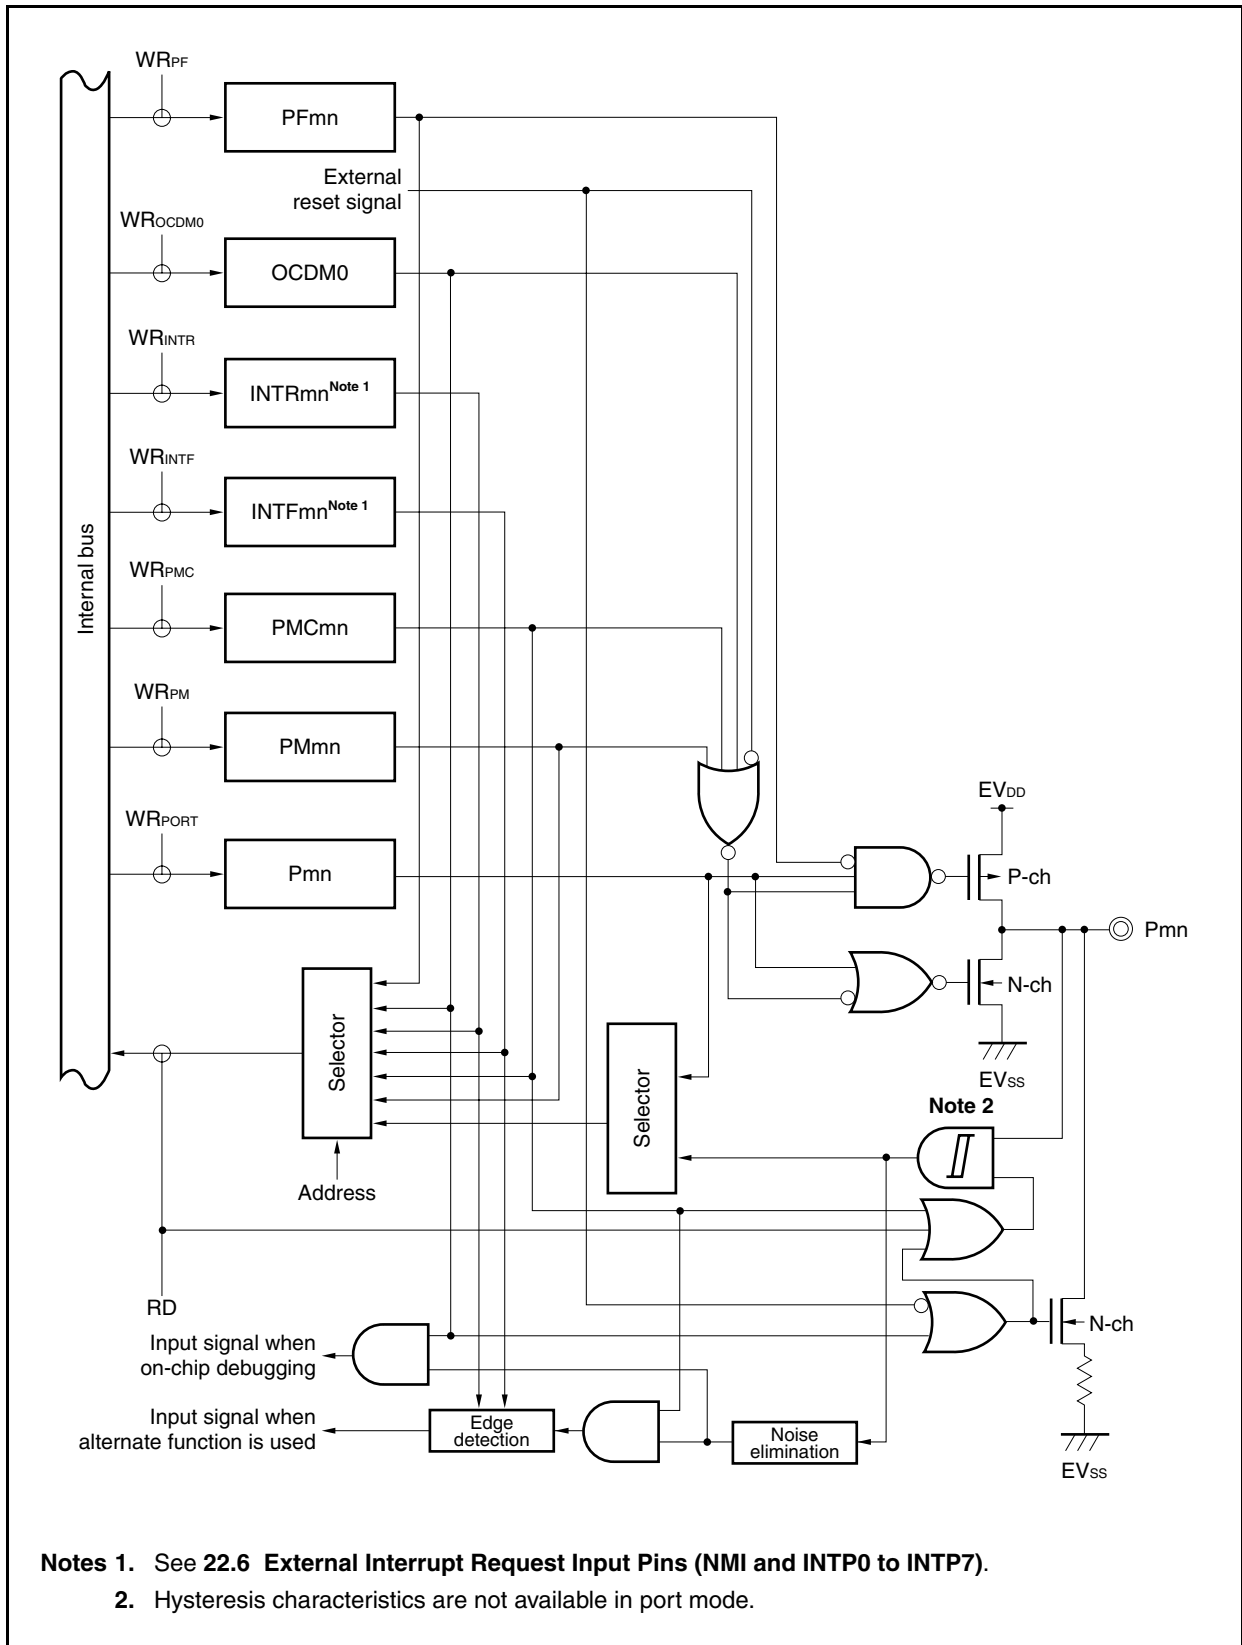 WRPF
PFmn
External
reset signal
WROCDM0
OCDM0
WRINTR
INTRmnNote 1
WRINTF
INTFmnNote 1
Internal bus
WRPMC
PMCmn
WRPM
PMmn
WRPORT
Pmn
EVDD
P-ch
Pmn
N-ch
EVSS
Selector
Selector
Note 2
Address
RD
N-ch
Input signal when
on-chip debugging
Input signal when
alternate function is used
Edge
detection
Noise
elimination
EVSS
Notes 1. See 22.6 External Interrupt Request Input Pins (NMI and INTP0 to INTP7).
2. Hysteresis characteristics are not available in port mode.